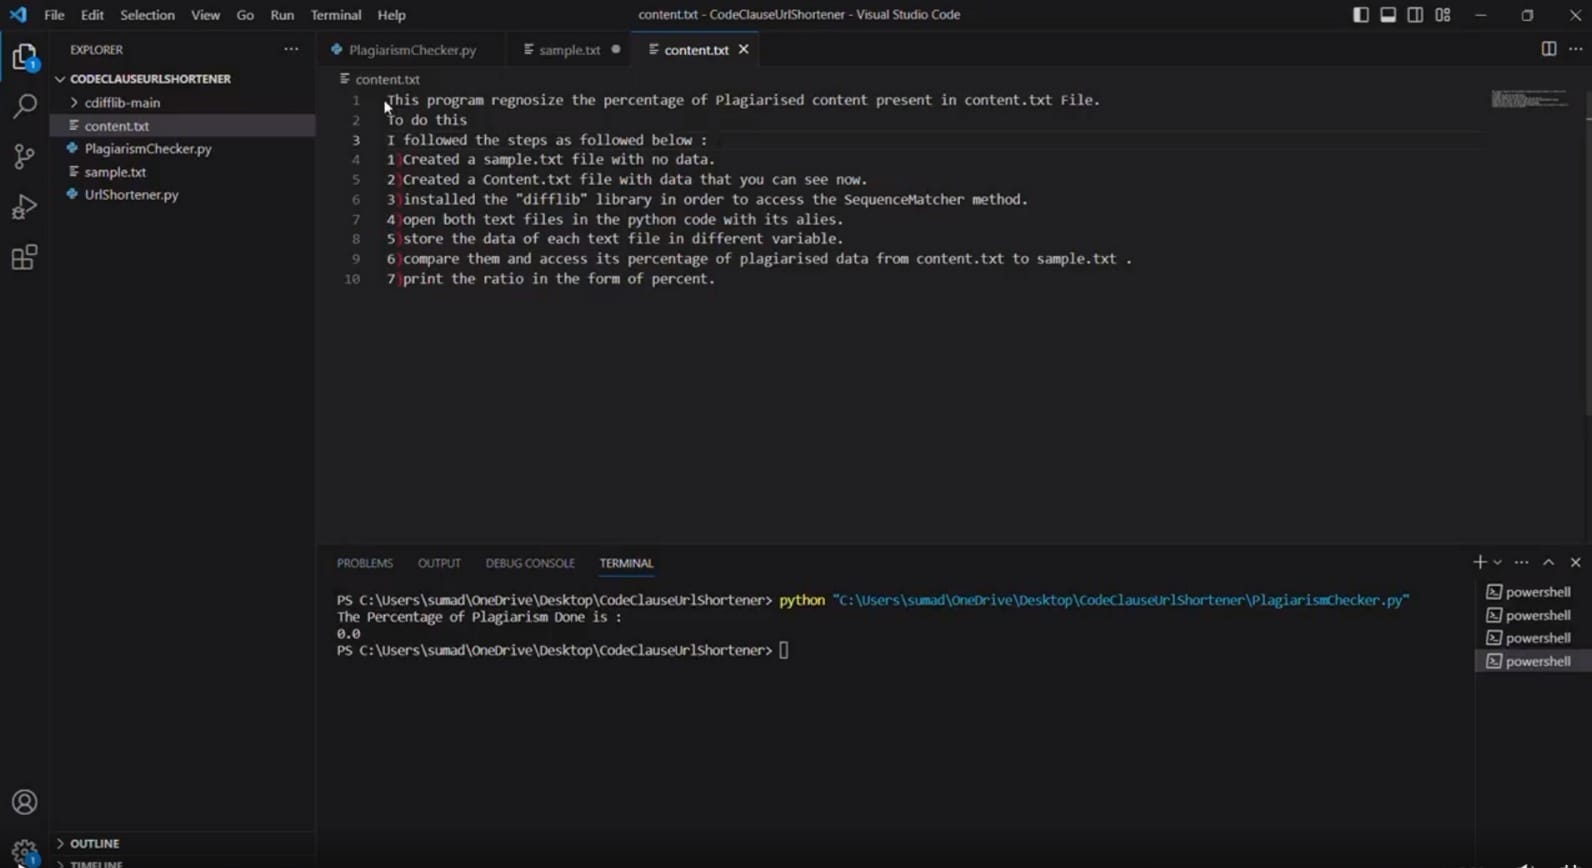 File Edit Selection View Go Run Terminal Help
content.txt - CodeClauseUrlShortener - Visual Studio Code
EXPLORER
CODECLAUSEURLSHORTENER
cdifflib-main
content.txt
PlagiarismChecker.py
sample.txt
UrlShortener.py
OUTLINE
TIMELINE
1
1
PlagiarismChecker.py sample.txt content.txt
content.txt
1 This program regnosize the percentage of Plagiarised content present in content.txt File.
2 To do this
3 I followed the steps as followed below :
4 1)Created a sample.txt file with no data.
5 2)Created a Content.txt file with data that you can see now.
6 3)installed the "difflib" library in order to access the SequenceMatcher method.
7 4)open both text files in the python code with its alies.
8 5)store the data of each text file in different variable.
9 6)compare them and access its percentage of plagiarised data from content.txt to sample.txt .
10 7)print the ratio in the form of percent.
PROBLEMS OUTPUT DEBUG CONSOLE TERMINAL
PS C:\Users\sumad\OneDrive\Desktop\CodeClauseUrlShortener> python "C:\Users\sumad\OneDrive\Desktop\CodeClauseUrlShortener\PlagiarismChecker.py"
The Percentage of Plagiarism Done is :
0.0
PS C:\Users\sumad\OneDrive\Desktop\CodeClauseUrlShortener>
powershell
powershell
powershell
powershell